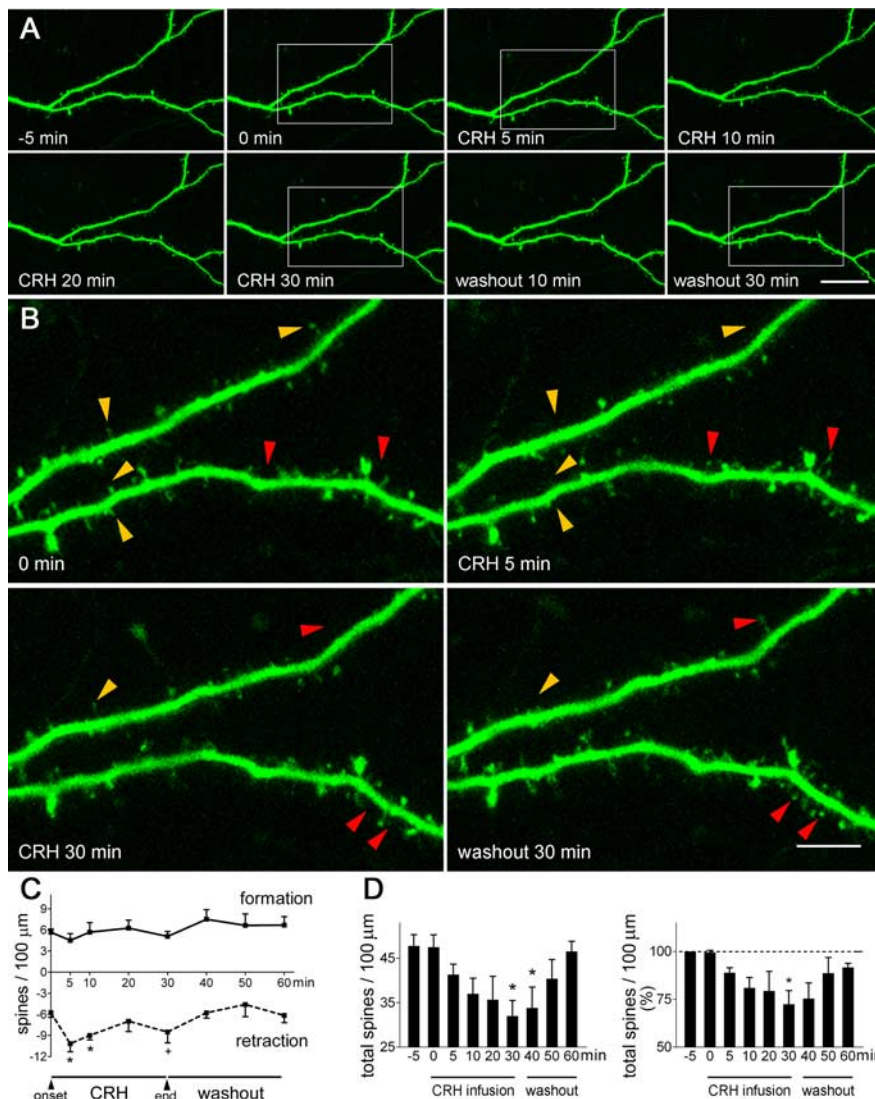 A
-5 min
0 min
CRH 5 min
CRH 10 min
CRH 20 min
CRH 30 min
washout 10 min
washout 30 min
B
0 min
CRH 5 min
CRH 30 min
washout 30 min
C
formation
spines / 100 µm
9
6
3
0
-3
-6
-9
-12
5 10 20 30 40 50 60 min
retraction
* * +
onset CRH end washout
D
total spines / 100 µm
45
35
25
* *
-5 0 5 10 20 30 40 50 60 min
CRH infusion washout
total spines / 100 µm
(%)
100
75
50
*
-5 0 5 10 20 30 40 50 60 min
CRH infusion washout